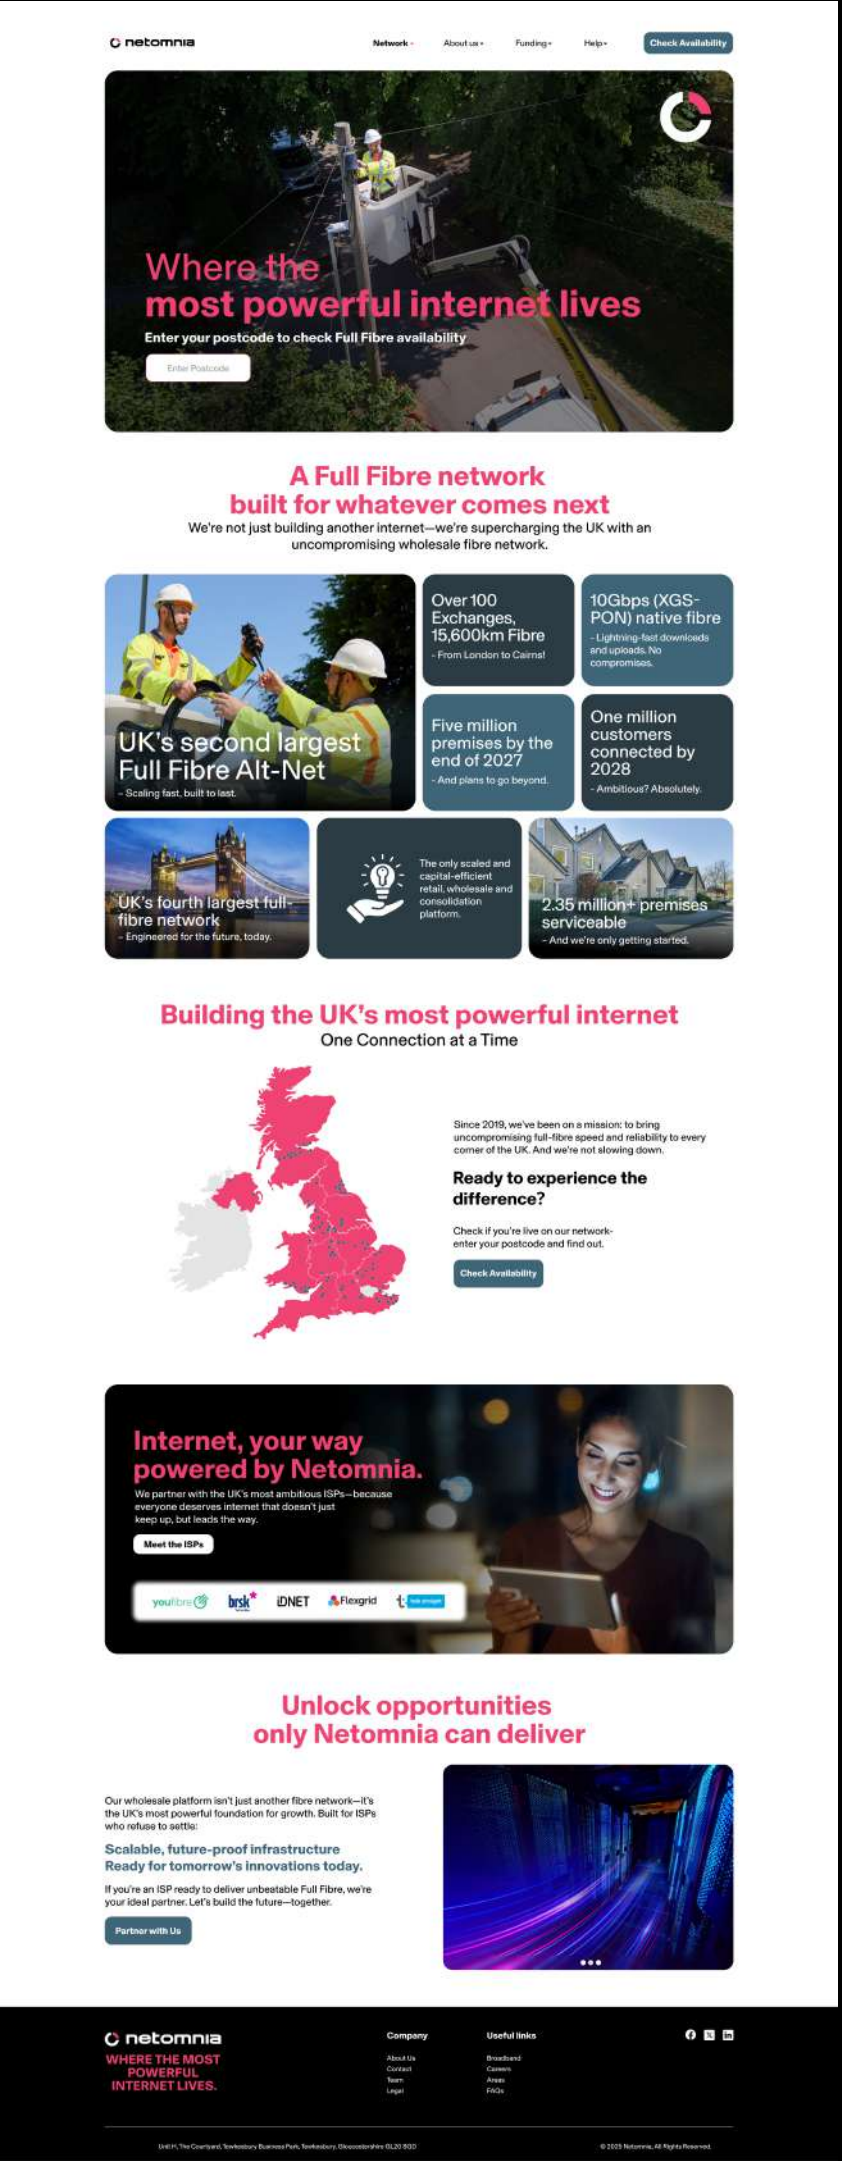 netomnia
Network
About us
Funding
Help
Check Availability
Where the
most powerful internet lives
Enter your postcode to check Full Fibre availability
Enter Postcode
A Full Fibre network
built for whatever comes next
We're not just building another internet—we're supercharging the UK with an
uncompromising wholesale fibre network.
UK's second largest
Full Fibre Alt-Net
– Scaling fast, built to last.
Over 100
Exchanges,
15,600km Fibre
– From London to Cairns!
10Gbps (XGS-
PON) native fibre
– Lightning-fast downloads
and uploads. No
compromises.
Five million
premises by the
end of 2027
– And plans to go beyond.
One million
customers
connected by
2028
– Ambitious? Absolutely.
UK's fourth largest full-
fibre network
– Engineered for the future, today.
The only scaled and
capital-efficient
retail, wholesale and
consolidation
platform.
2.35 million+ premises
serviceable
– And we're only getting started.
Building the UK's most powerful internet
One Connection at a Time
Since 2019, we've been on a mission: to bring
uncompromising full-fibre speed and reliability to every
corner of the UK. And we're not slowing down.
Ready to experience the
difference?
Check if you're live on our network-
enter your postcode and find out.
Check Availability
Internet, your way
powered by Netomnia.
We partner with the UK's most ambitious ISPs—because
everyone deserves internet that doesn't just
keep up, but leads the way.
Meet the ISPs
youfibre
brsk
iDNET
Flexgrid
Unlock opportunities
only Netomnia can deliver
Our wholesale platform isn't just another fibre network—it's
the UK's most powerful foundation for growth. Built for ISPs
who refuse to settle:
Scalable, future-proof infrastructure
Ready for tomorrow's innovations today.
If you're an ISP ready to deliver unbeatable Full Fibre, we're
your ideal partner. Let's build the future—together.
Partner with Us
netomnia
WHERE THE MOST
POWERFUL
INTERNET LIVES.
Company
About Us
Contact
Team
Legal
Useful links
Broadband
Careers
Areas
FAQs
Unit H, The Courtyard, Tewkesbury Business Park, Tewkesbury, Gloucestershire GL20 8GD
© 2025 Netomnia, All Rights Reserved.